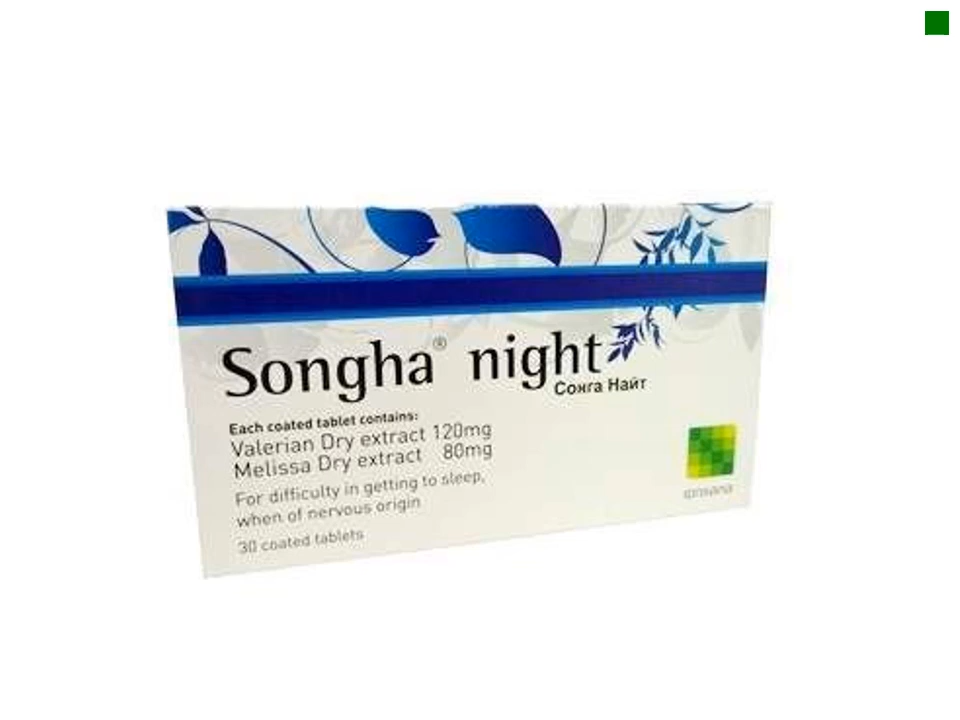 Songha® night
Сонга Найт
Each coated tablet contains:
Valerian Dry extract 120mg
Melissa Dry extract 80mg
For difficulty in getting to sleep,
when of nervous origin
30 coated tablets